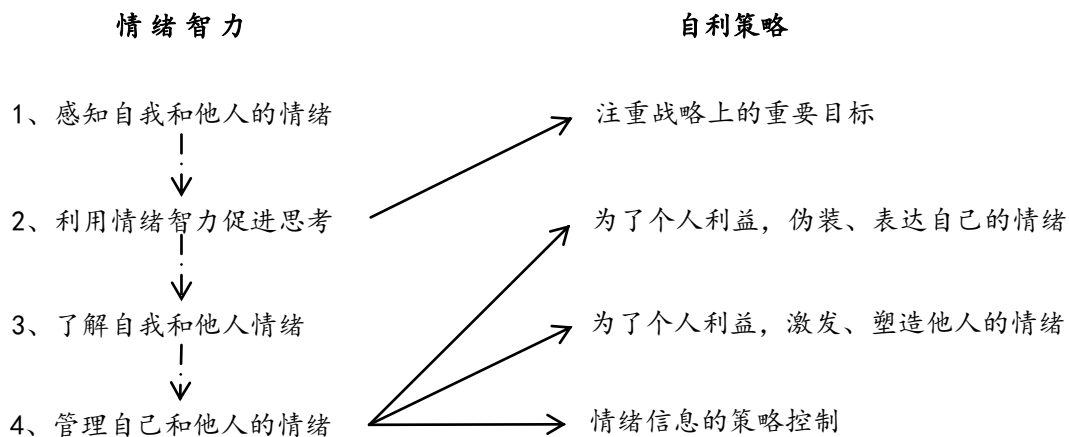 情绪智力 自利策略
1、感知自我和他人的情绪 注重战略上的重要目标
2、利用情绪智力促进思考 为了个人利益，伪装、表达自己的情绪
3、了解自我和他人情绪 为了个人利益，激发、塑造他人的情绪
4、管理自己和他人的情绪 情绪信息的策略控制